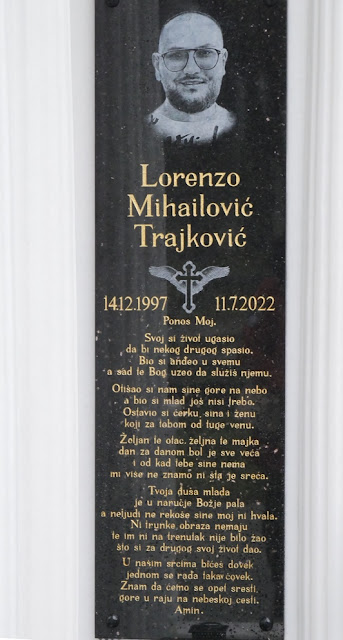 Lorenzo
Mihailović
Trajković
14.12.1997 11.7.2022
Ponos Moj.
Svoj si život ugasio
da bi nekog drugog spasio.
Bio si anđeo u svemu
a sad te Bog uzeo da služiš njemu.
Otišao si nam sine gore na nebo
a bio si mlad još nisi trebo.
Ostavio si ćerku, sina i ženu
koji za tobom od tuge venu.
Željan te otac, željna te majka
dan za danom bol je sve veća
i od kad tebe sine nema
mi više ne znamo ni šta je sreća.
Tvoja duša mlada
je u naručje Božje pala
a neljudi ne rekoše sine moj ni hvala.
Ni trunke obraza nemaju
te im ni na trenutak nije bilo žao
što si za drugog svoj život dao.
U našim srcima bićes dovek
jednom se rađa takav čovek.
Znam da ćemo se opet sresti
gore u raju na nebeskoj cesti.
Amin.